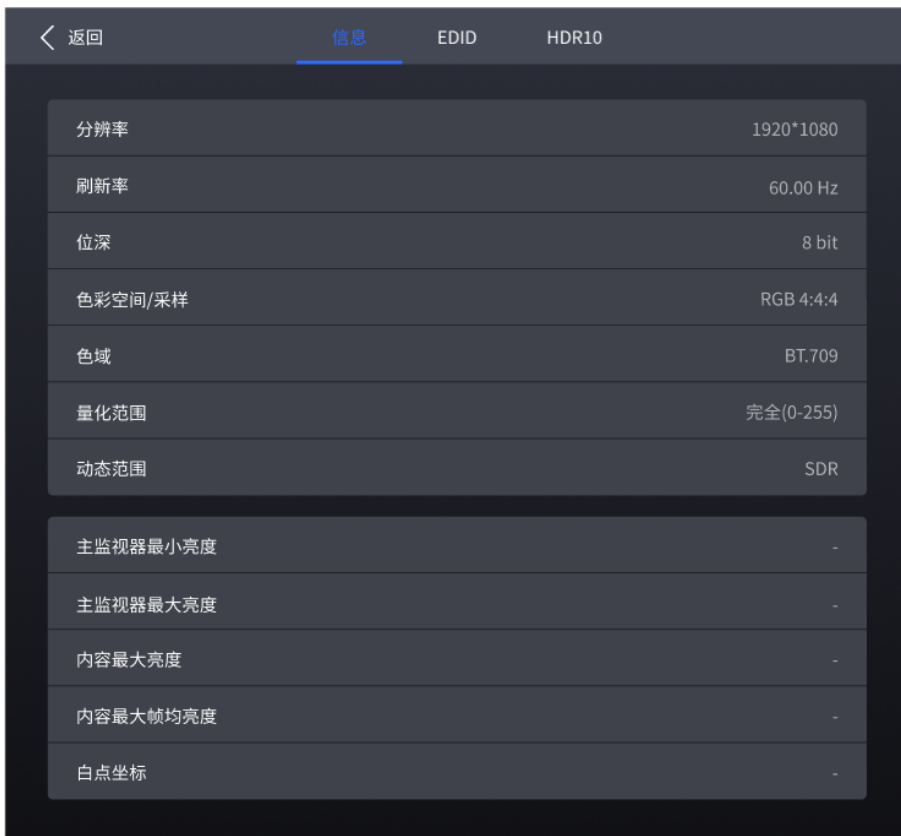 返回 信息 EDID HDR10
分辨率 1920*1080
刷新率 60.00 Hz
位深 8 bit
色彩空间/采样 RGB 4:4:4
色域 BT.709
量化范围 完全(0-255)
动态范围 SDR
主监视器最小亮度 -
主监视器最大亮度 -
内容最大亮度 -
内容最大帧均亮度 -
白点坐标 -